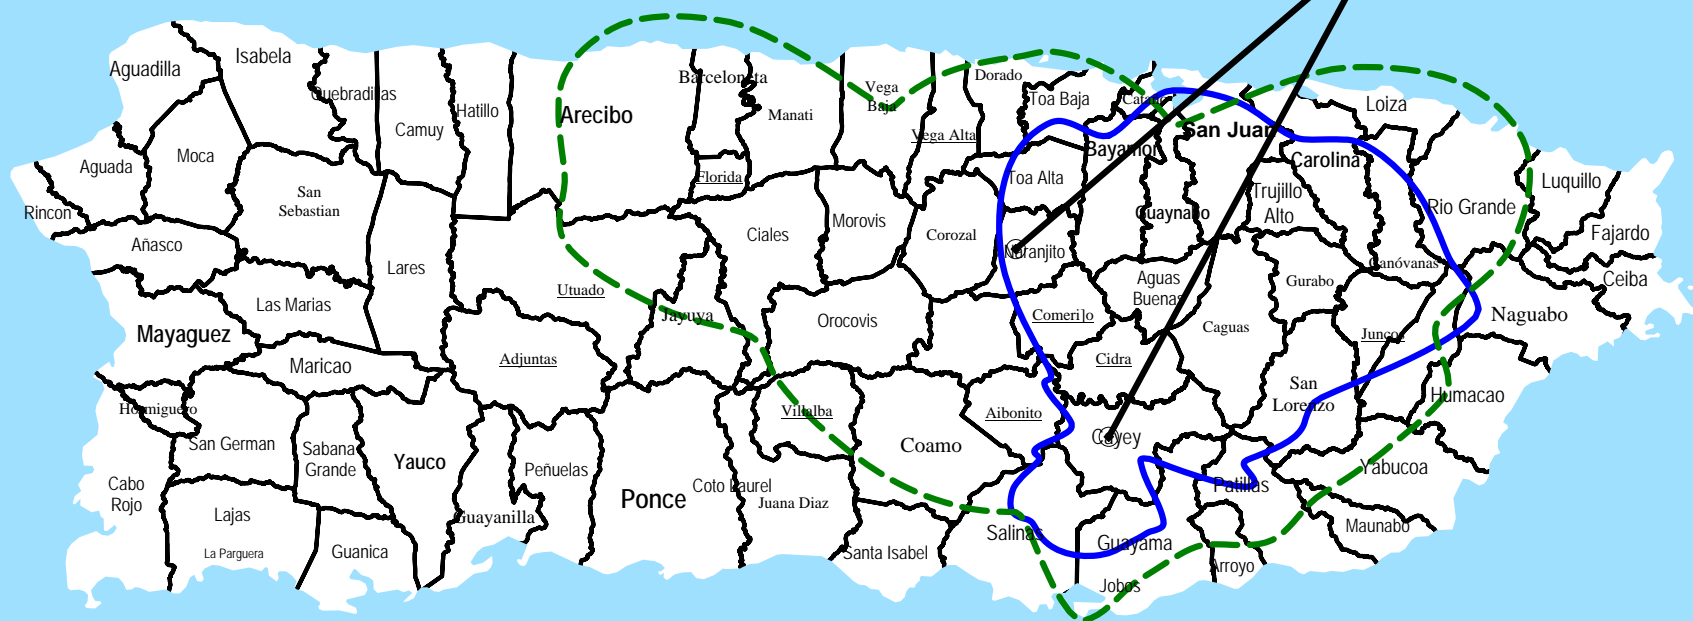 Isabela
Aguadilla
Quebradillas
Camuy
Hatillo
Arecibo
Barceloneta
Manati
Vega
Baja
Dorado
Toa Baja
Vega Alta
San Juan
Bayamon
Loiza
Carolina
Moca
Aguada
Rincon
San
Sebastian
Florida
Toa Alta
Trujillo
Alto
Luquillo
Rio Grande
Fajardo
Guaynabo
Añasco
Ciales
Morovis
Corozal
Naranjito
Lares
Canóvanas
Ceiba
Las Marias
Utuado
Aguas
Buenas
Gurabo
Jayuya
Orocovis
Comerijo
Caguas
Junco
Naguabo
Mayaguez
Maricao
Adjuntas
Cidra
San
Lorenzo
Humacao
Hormiguero
Villalba
Aibonito
San German
Sabana
Grande
Yauco
Peñuelas
Coamo
Cayey
Yabucoa
Cabo
Rojo
Ponce
Coto Laurel
Juana Diaz
Patillas
Lajas
Guayanilla
Salinas
Maunabo
La Parguera
Guanica
Santa Isabel
Guayama
Arroyo
Jobos